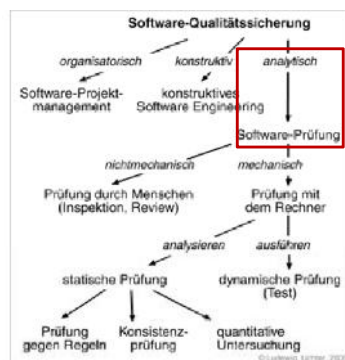 Software-Qualitätssicherung
organisatorisch konstruktiv analytisch
Software-Projekt- konstruktives
management Software Engineering
Software-Prüfung
nichtmechanisch mechanisch
Prüfung durch Menschen Prüfung mit
(Inspektion, Review) dem Rechner
analysieren ausführen
statische Prüfung dynamische Prüfung
(Test)
Prüfung Konsistenz- quantitative
gegen Regeln prüfung Untersuchung